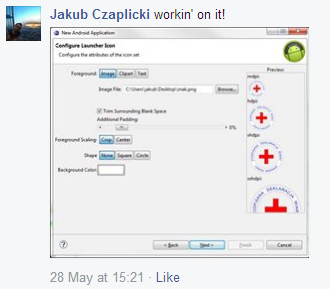 Jakub Czaplicki workin' on it!
New Android Application
Configure Launcher Icon
Configure the attributes of the icon set
Foreground: Image Clipart Text
Preview:
mdpi:
Image File: C:\Users\jakub\Desktop\znak.png Browse...
Trim Surrounding Blank Space
hdpi:
Additional Padding:
0%
xhdpi:
Foreground Scaling: Crop Center
Shape None Square Circle
Background Color:
xxhdpi:
DEKLARACJA
? < Back Next > Finish Cancel
28 May at 15:21 · Like